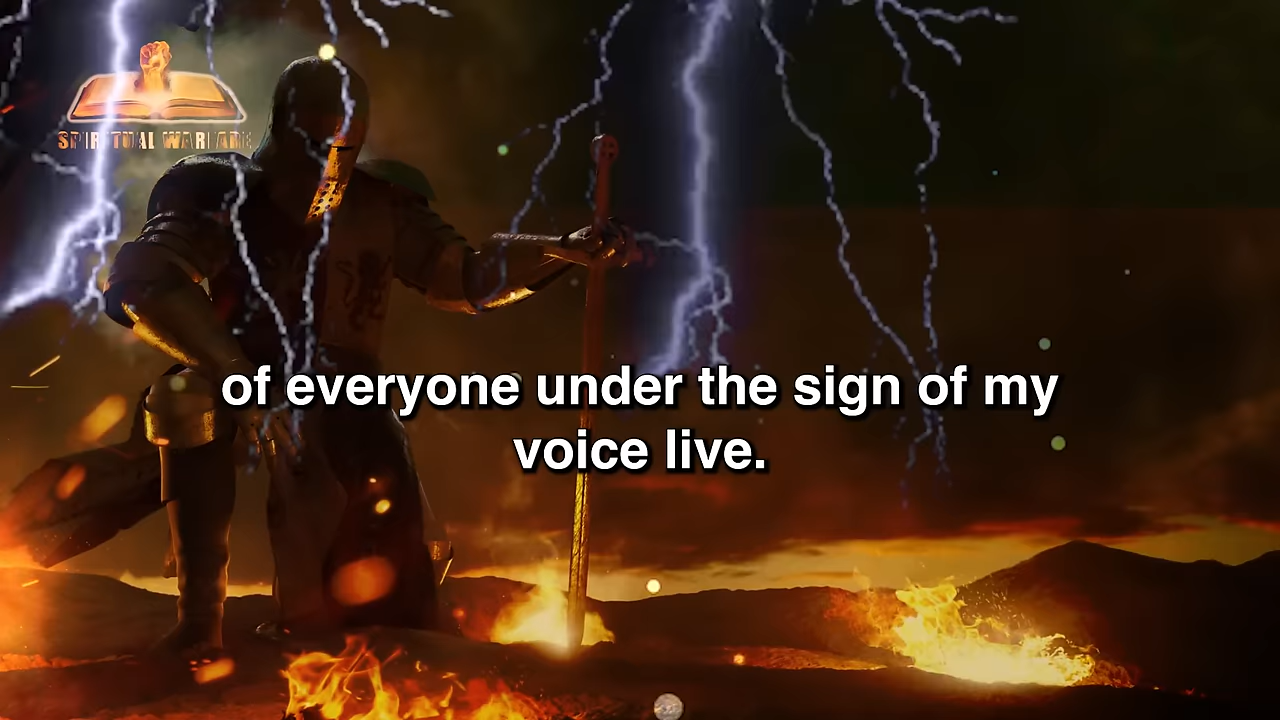 SPIRITUAL WARFARE
of everyone under the sign of my
voice live.